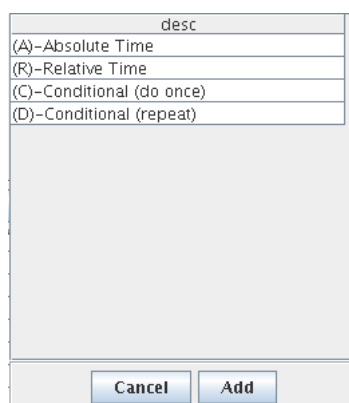 desc
(A)-Absolute Time
(R)-Relative Time
(C)-Conditional (do once)
(D)-Conditional (repeat)
Cancel Add